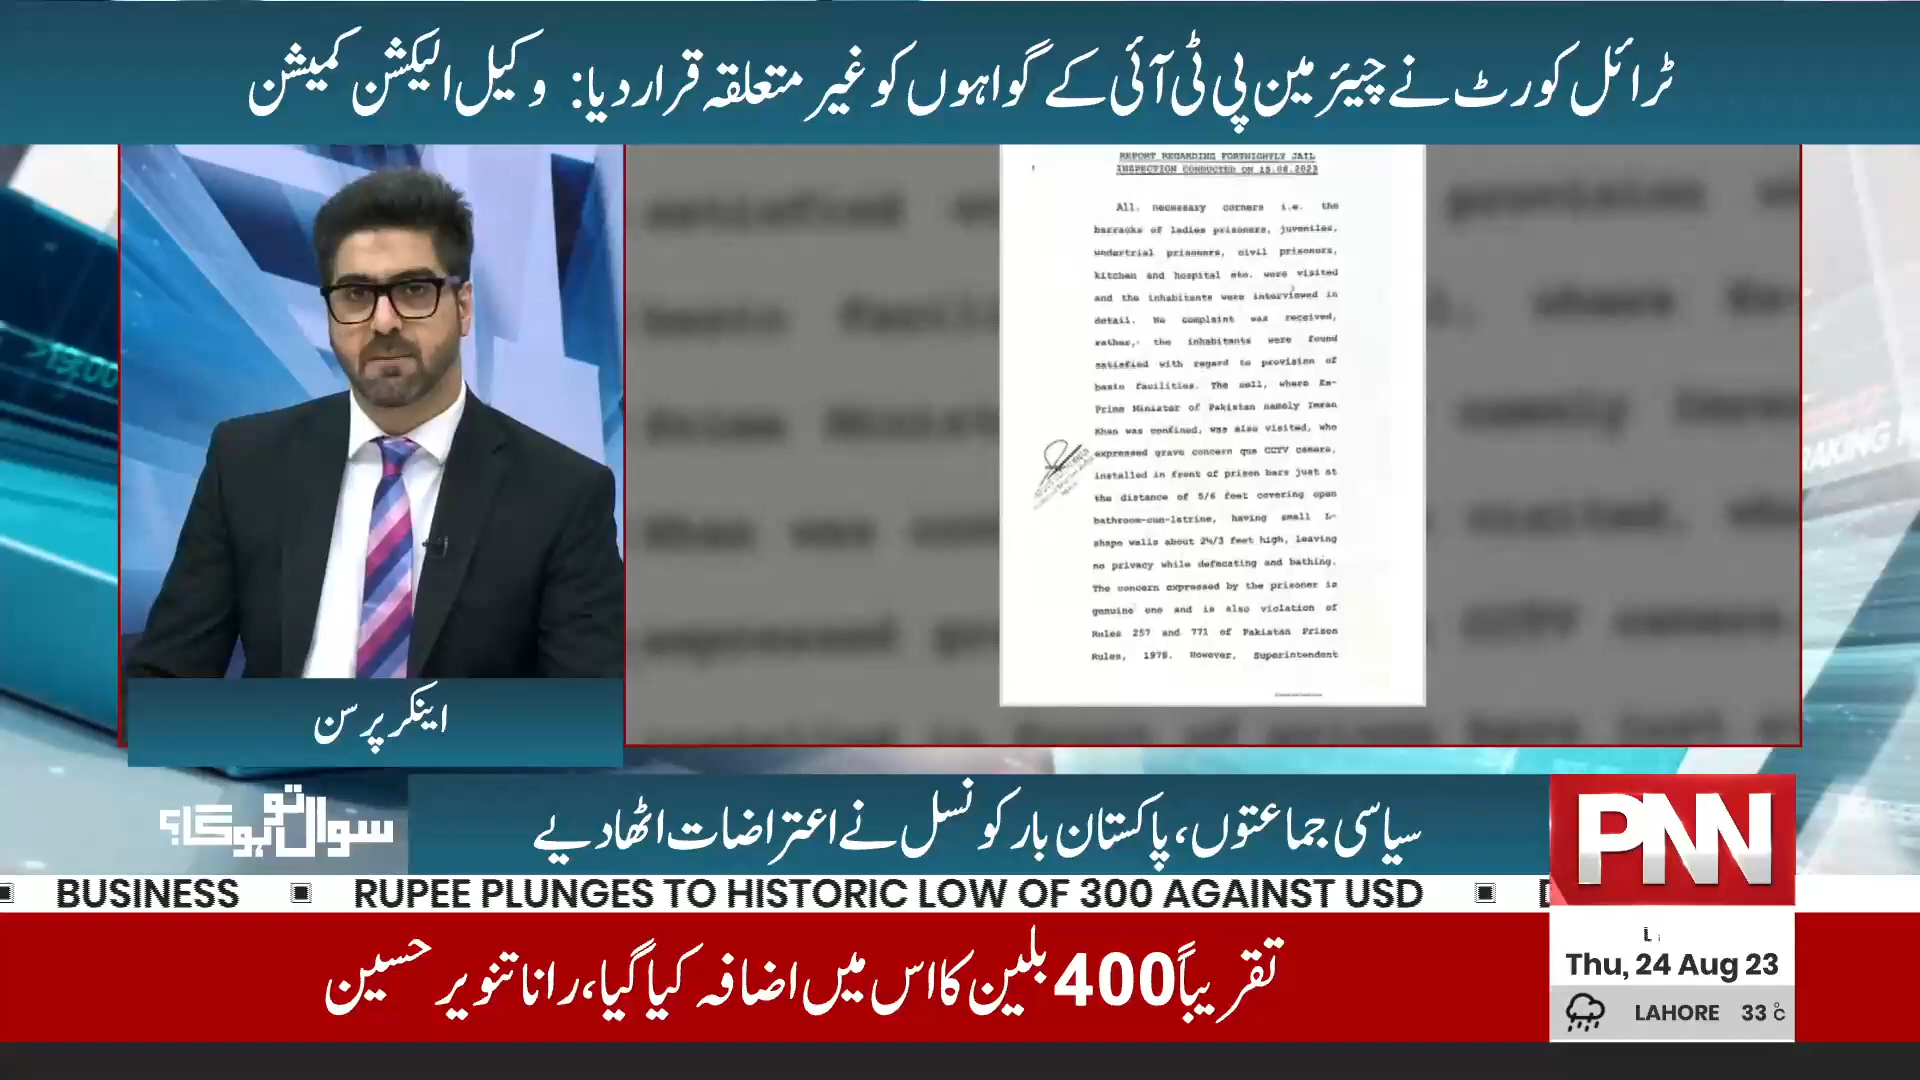 ٹرائل کورٹ نے چیئرمین پی ٹی آئی کے گواہوں کو غیر متعلقہ قرار دیا: وکیل الیکشن کمیشن
REPORT REGARDING FORTNIGHTLY JAIL
INSPECTION CONDUCTED ON 15.08.2023
All. necessary corners i.e. the
barracks of ladies prisoners, juveniles,
undertrial prisoners, civil prisoners,
kitchen and hospital etc. were visited
and the inhabitants were interviewed in
detail. No complaint was received,
rather, the inhabitants were found
satisfied with regard to provision of
basic facilities. The cell, where Ex-
Prime Minister of Pakistan namely Imran
Khan was confined, was also visited, who
expressed grave concern qua CCTV camera,
installed in front of prison bars just at
the distance of 5/6 feet covering open
bathroom-cum-latrine, having small L-
shape walls about 2½/3 feet high, leaving
no privacy while defecating and bathing.
The concern expressed by the prisoner is
genuine one and is also violation of
Rules 257 and 771 of Pakistan Prison
Rules, 1978. However, Superintendent
اینکر پرسن
سوال تو ہوگا؟
سیاسی جماعتوں، پاکستان بار کونسل نے اعتراضات اٹھا دیے
PNN
BUSINESS RUPEE PLUNGES TO HISTORIC LOW OF 300 AGAINST USD
تقریباً 400 بلین کا اس میں اضافہ کیا گیا، رانا تنویر حسین
Thu, 24 Aug 23
LAHORE 33°C